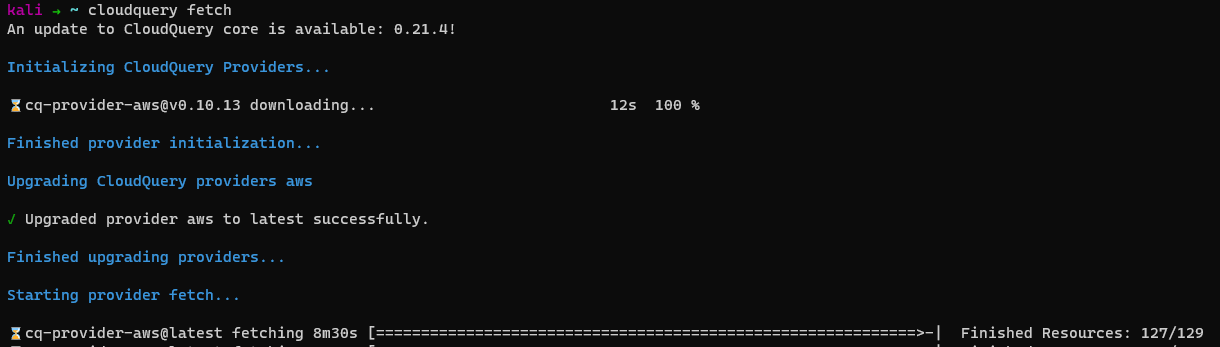 kali → ~ cloudquery fetch
An update to CloudQuery core is available: 0.21.4!
Initializing CloudQuery Providers...
⌛cq-provider-aws@v0.10.13 downloading... 12s 100 %
Finished provider initialization...
Upgrading CloudQuery providers aws
✓ Upgraded provider aws to latest successfully.
Finished upgrading providers...
Starting provider fetch...
⌛cq-provider-aws@latest fetching 8m30s [============================================================>-| Finished Resources: 127/129